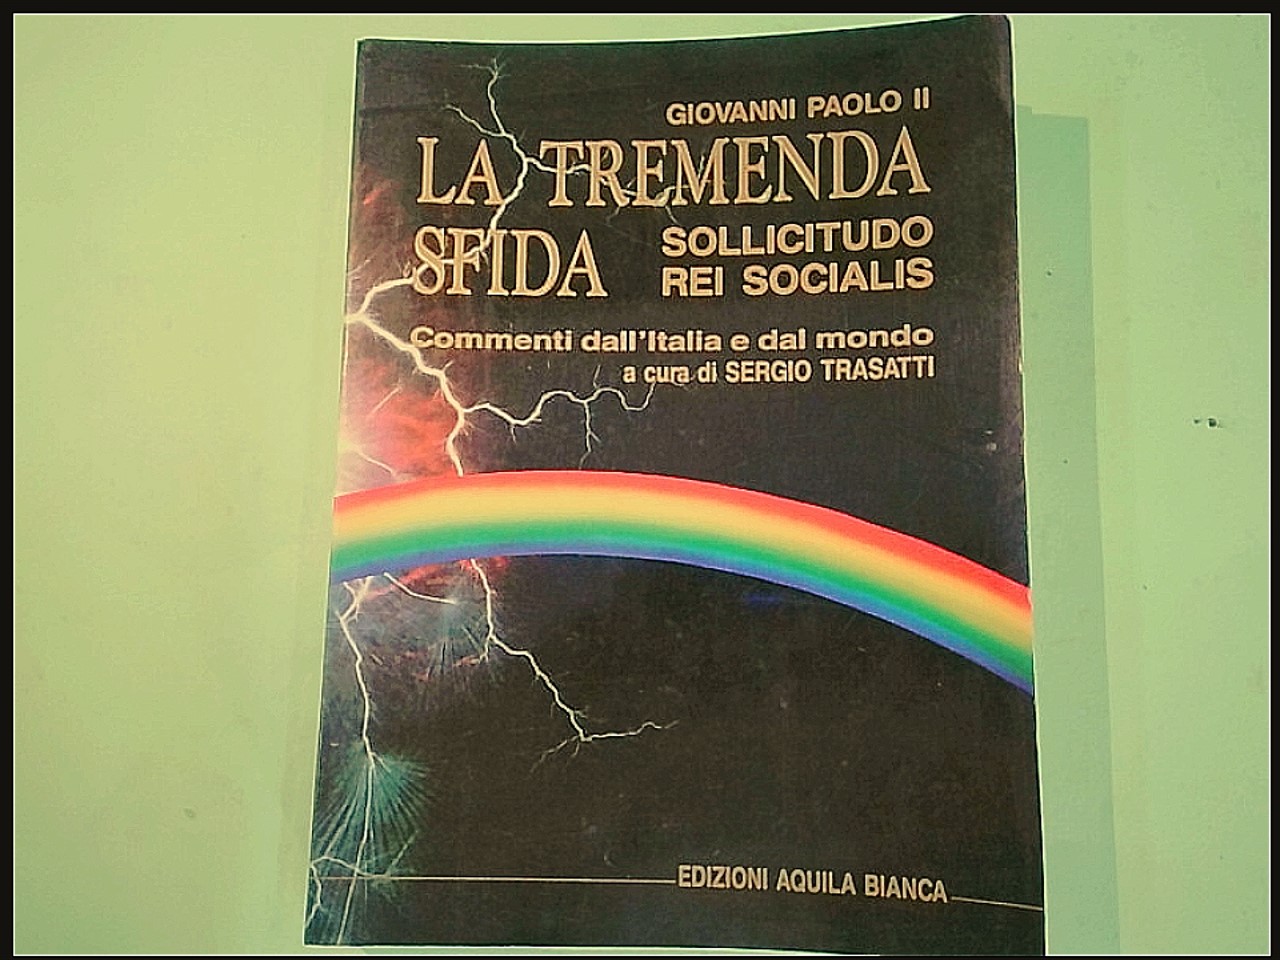 GIOVANNI PAOLO II
LA TREMENDA
SFIDA
SOLLICITUDO
REI SOCIALIS
Commenti dall'Italia e dal mondo
a cura di SERGIO TRASATTI
EDIZIONI AQUILA BIANCA